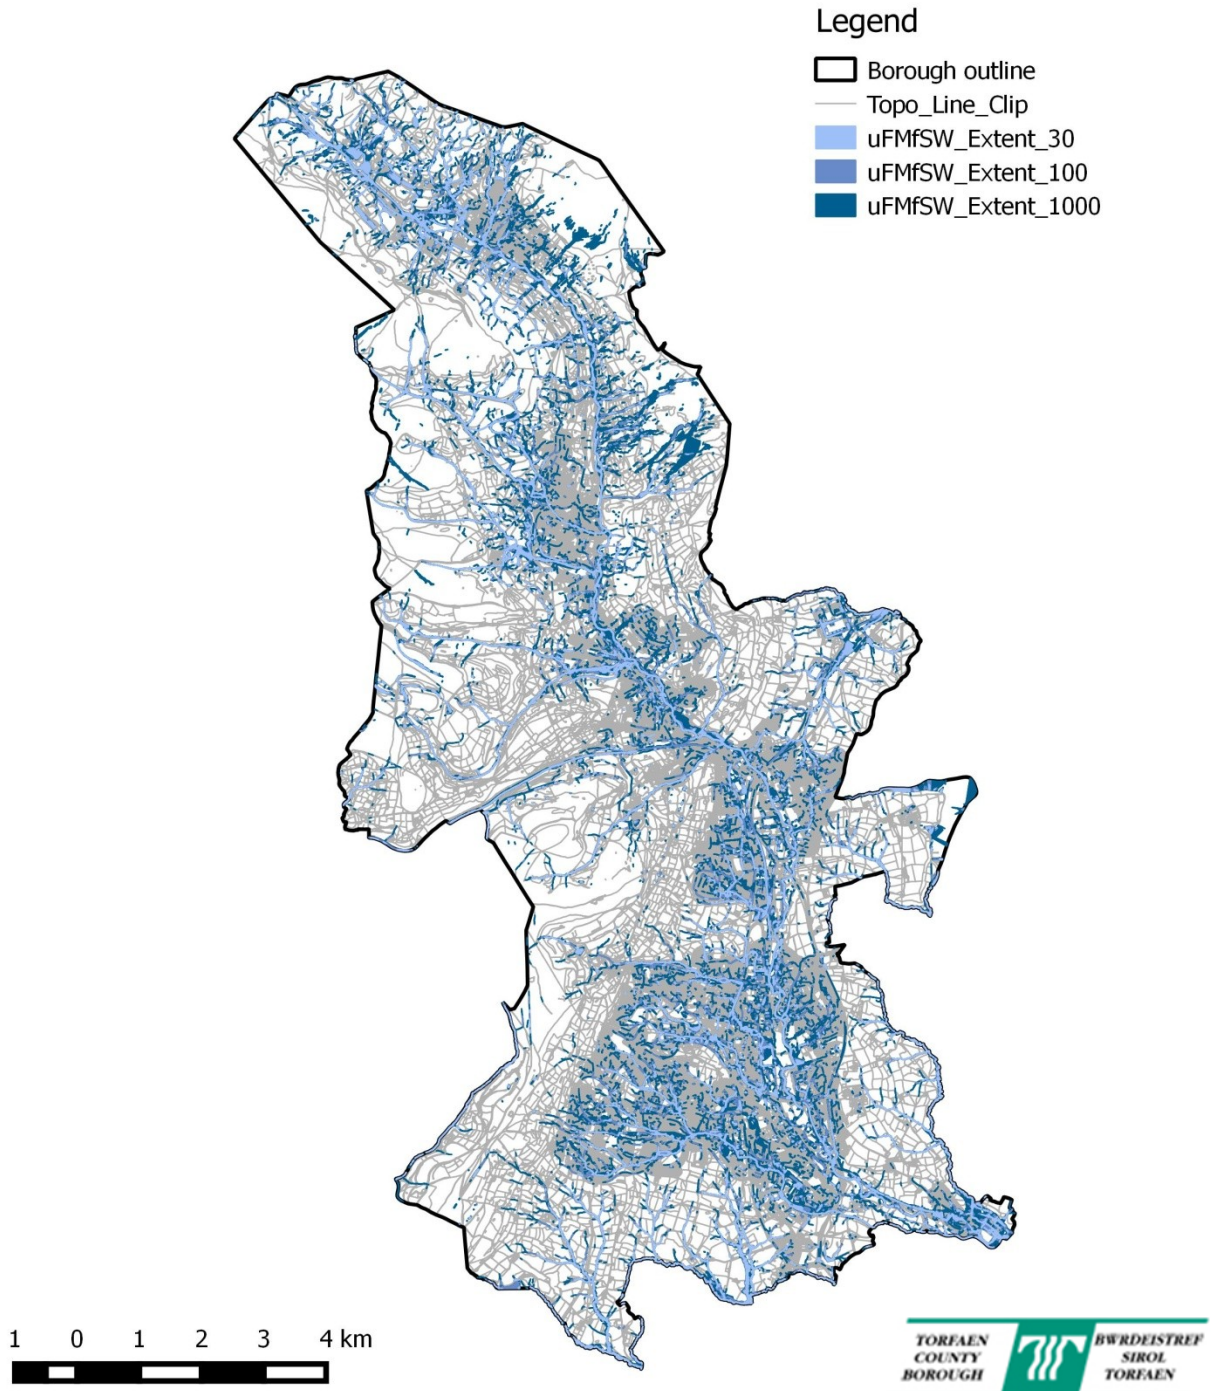 Legend
Borough outline
Topo_Line_Clip
uFMfSW_Extent_30
uFMfSW_Extent_100
uFMfSW_Extent_1000
1 0 1 2 3 4 km
TORFAEN
COUNTY
BOROUGH
BWRDEISTREF
SIROL
TORFAEN